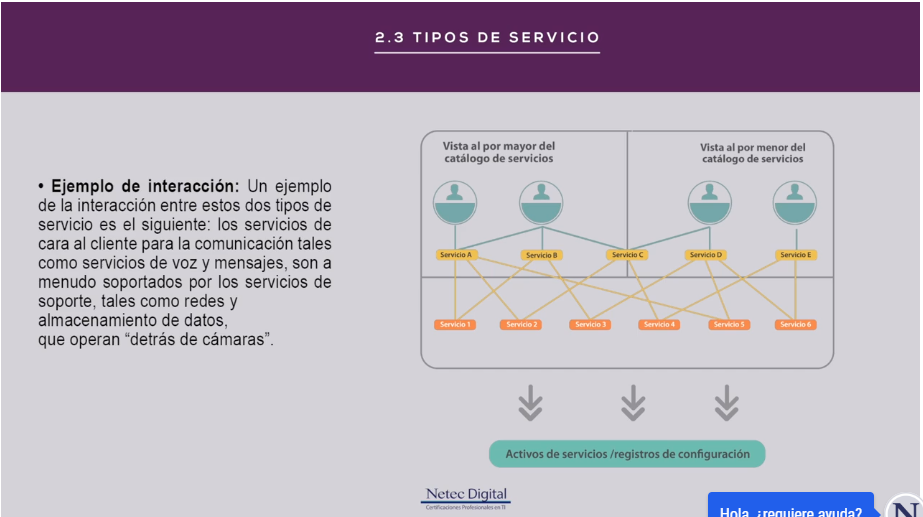 2.3 TIPOS DE SERVICIO
• Ejemplo de interacción: Un ejemplo
de la interacción entre estos dos tipos de
servicio es el siguiente: los servicios de
cara al cliente para la comunicación tales
como servicios de voz y mensajes, son a
menudo soportados por los servicios de
soporte, tales como redes y
almacenamiento de datos,
que operan “detrás de cámaras”.
Vista al por mayor del
catálogo de servicios
Vista al por menor del
catálogo de servicios
Servicio A
Servicio B
Servicio C
Servicio D
Servicio E
Servicio 1
Servicio 2
Servicio 3
Servicio 4
Servicio 5
Servicio 6
Activos de servicios /registros de configuración
Netec Digital
Certificaciones Profesionales en TI
Hola, ¿requiere ayuda?
N